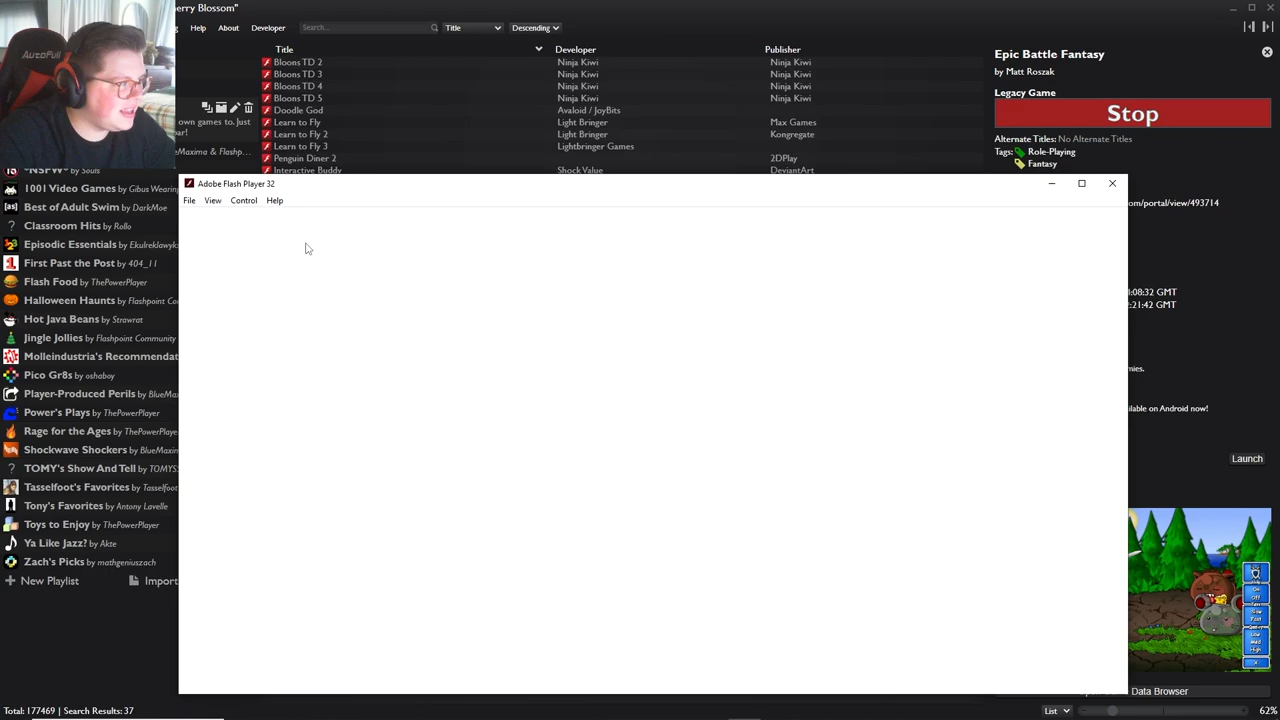 erry Blossom"
Help About Developer Search... Title Descending
Title Developer Publisher
Bloons TD 2 Ninja Kiwi Ninja Kiwi
Bloons TD 3 Ninja Kiwi Ninja Kiwi
Bloons TD 4 Ninja Kiwi Ninja Kiwi
Bloons TD 5 Ninja Kiwi Ninja Kiwi
Doodle God Avaloid / JoyBits
Learn to Fly Light Bringer Max Games
Learn to Fly 2 Light Bringer Kongregate
Learn to Fly 3 Lightbringer Games
Penguin Diner 2 2DPlay
Interactive Buddy Shock Value DeviantArt
AutoFull
own games to. Just
ar!
eMaxima & Flashp...
*NSFW* by Souls
1001 Video Games by Gibus Wearing
Best of Adult Swim by DarkMoe
Classroom Hits by Rollo
Episodic Essentials by Ekulreklawyk
First Past the Post by 404_11
Flash Food by ThePowerPlayer
Halloween Haunts by Flashpoint Co
Hot Java Beans by Strawrat
Jingle Jollies by Flashpoint Community
Molleindustria's Recommendat
Pico Gr8s by oshaboy
Player-Produced Perils by BlueMax
Power's Plays by ThePowerPlayer
Rage for the Ages by ThePowerPlaye
Shockwave Shockers by BlueMaxin
TOMY's Show And Tell by TOMYS
Tasselfoot's Favorites by Tasselfoot
Tony's Favorites by Antony Lavelle
Toys to Enjoy by ThePowerPlayer
Ya Like Jazz? by Akte
Zach's Picks by mathgeniuszach
New Playlist Import
Adobe Flash Player 32
File View Control Help
Epic Battle Fantasy
by Matt Roszak
Legacy Game
Stop
Alternate Titles: No Alternate Titles
Tags: Role-Playing
Fantasy
com/portal/view/493714
:08:32 GMT
:21:42 GMT
mies.
ilable on Android now!
Launch
On
Off
Slow
Fast
Low
Med
High
X
Data Browser
Total: 177469 | Search Results: 37
List 62%